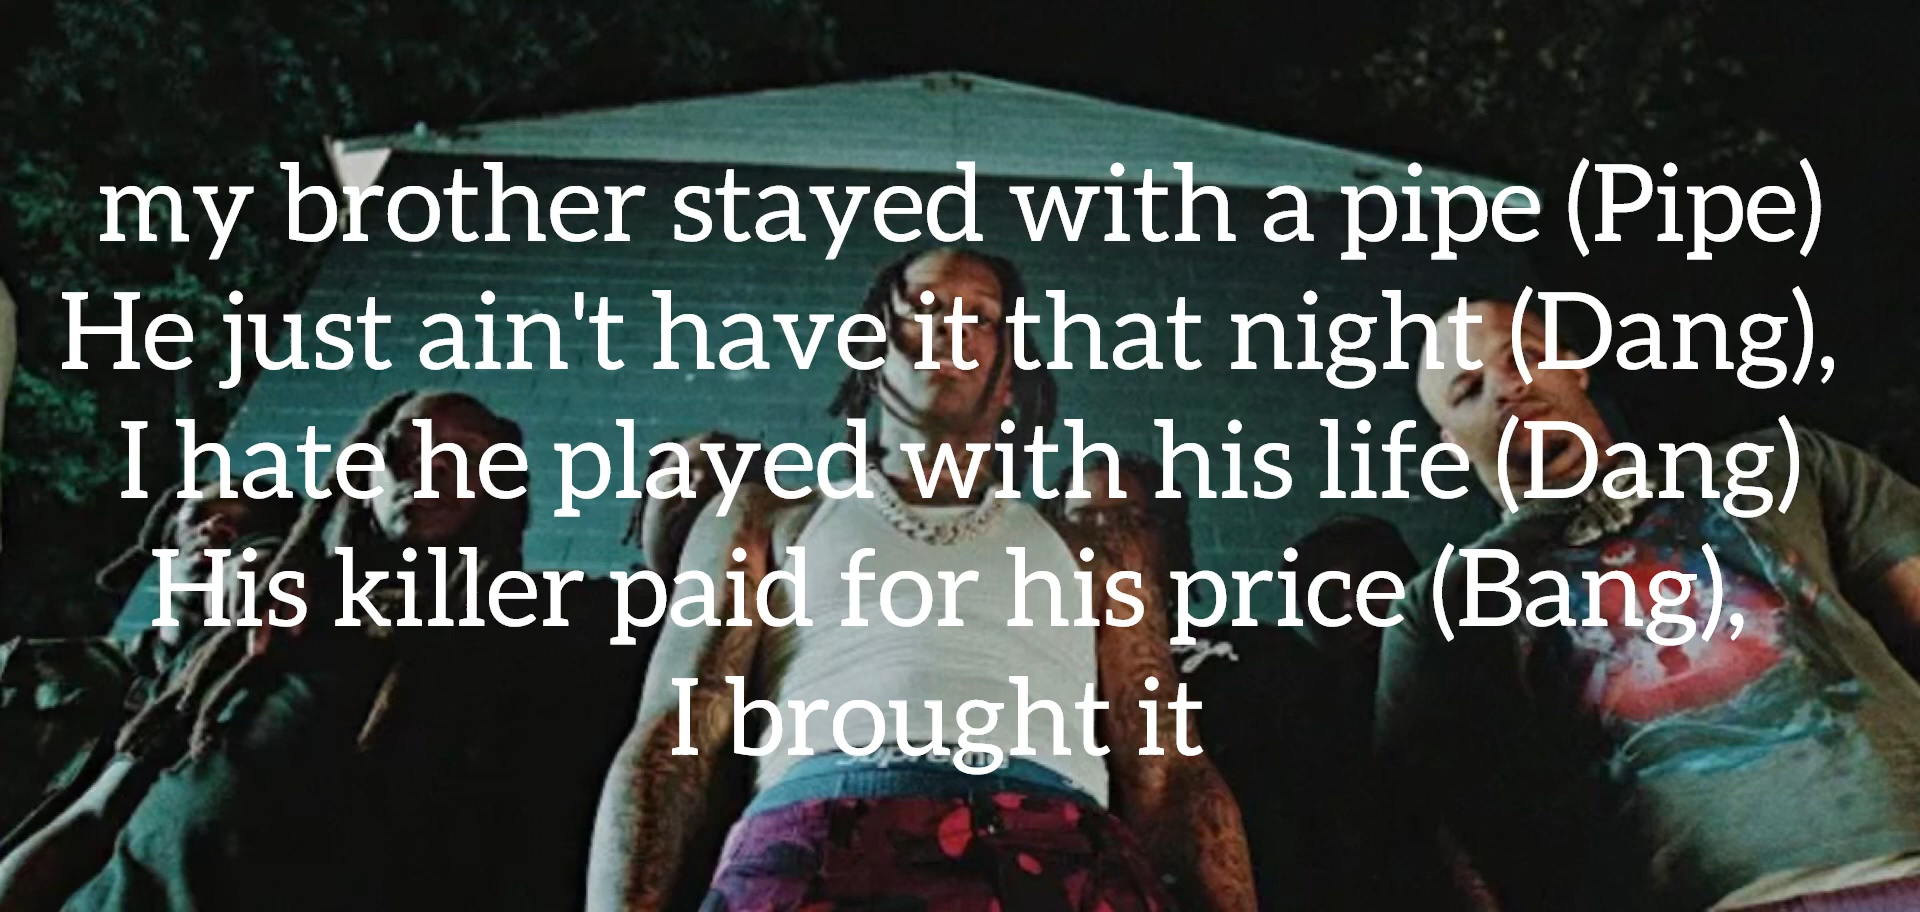 my brother stayed with a pipe (Pipe)
He just ain't have it that night (Dang),
I hate he played with his life (Dang)
His killer paid for his price (Bang),
I brought it
Supreme